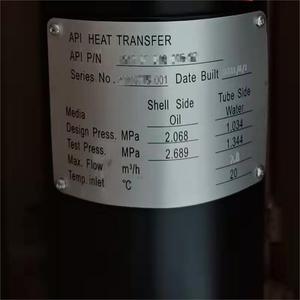 API HEAT TRANSFER
API P/N
Series No. 001 Date Built
Shell Side Tube Side
Media Oil Water
Design Press. MPa 2.068 1.034
Test Press. MPa 2.689 1.344
Max. Flow m³/h
Temp. inlet ℃ 20